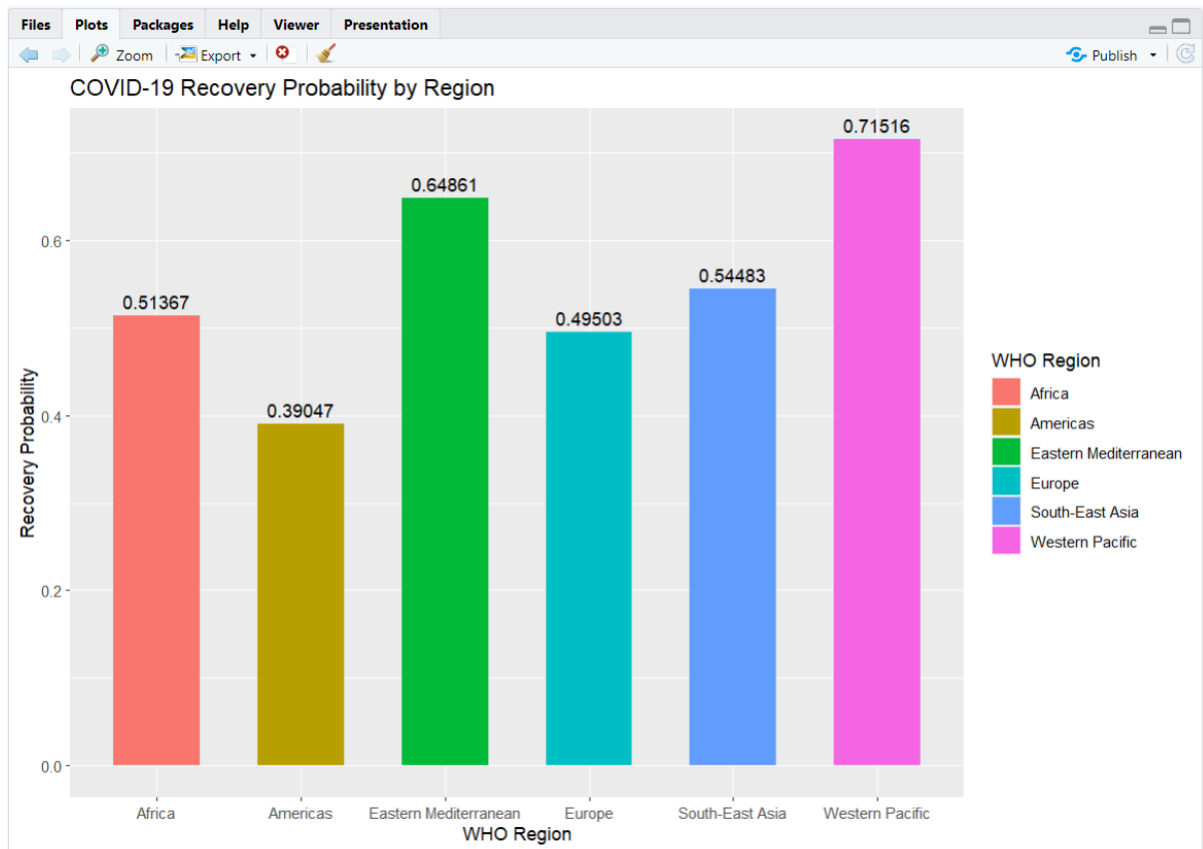 Files Plots Packages Help Viewer Presentation
Zoom Export Publish
COVID-19 Recovery Probability by Region
0.71516
0.64861
0.6
0.54483
0.51367
0.49503
WHO Region
Africa
0.4
0.39047
Americas
Eastern Mediterranean
Europe
South-East Asia
Western Pacific
Recovery Probability
0.2
0.0
Africa Americas Eastern Mediterranean Europe South-East Asia Western Pacific
WHO Region